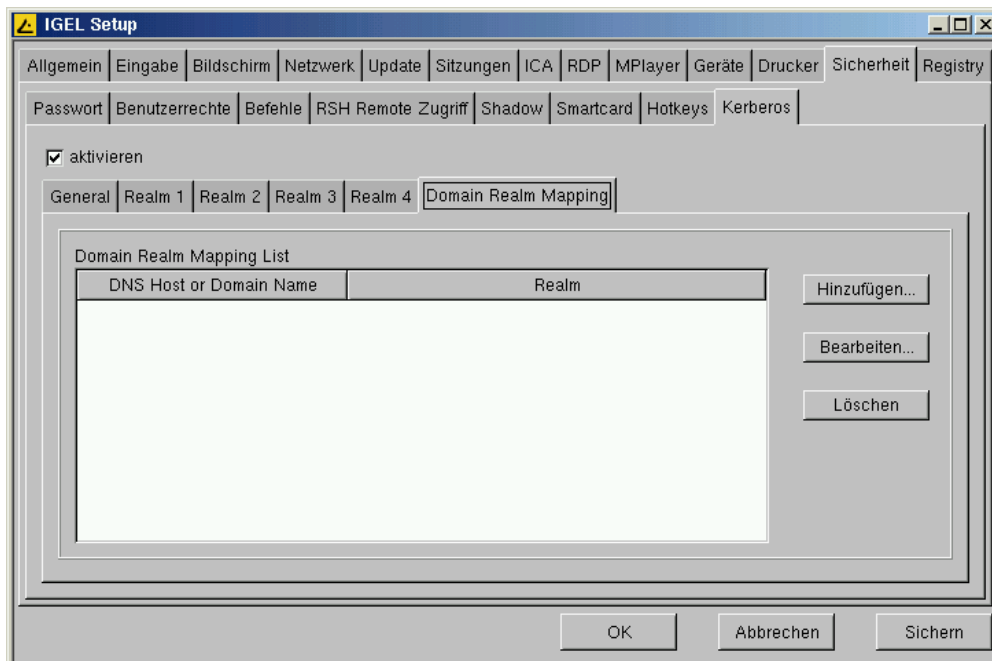 IGEL Setup
Allgemein Eingabe Bildschirm Netzwerk Update Sitzungen ICA RDP MPlayer Geräte Drucker Sicherheit Registry
Passwort Benutzerrechte Befehle RSH Remote Zugriff Shadow Smartcard Hotkeys Kerberos
aktivieren
General Realm 1 Realm 2 Realm 3 Realm 4 Domain Realm Mapping
Domain Realm Mapping List
DNS Host or Domain Name Realm
Hinzufügen...
Bearbeiten...
Löschen
OK Abbrechen Sichern